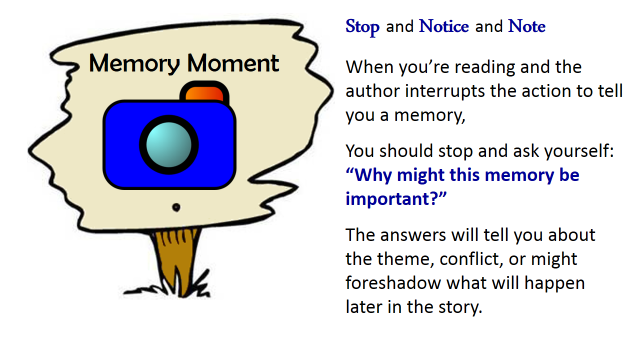 Memory Moment
Stop and Notice and Note
When you’re reading and the
author interrupts the action to tell
you a memory,
You should stop and ask yourself:
“Why might this memory be
important?”
The answers will tell you about
the theme, conflict, or might
foreshadow what will happen
later in the story.